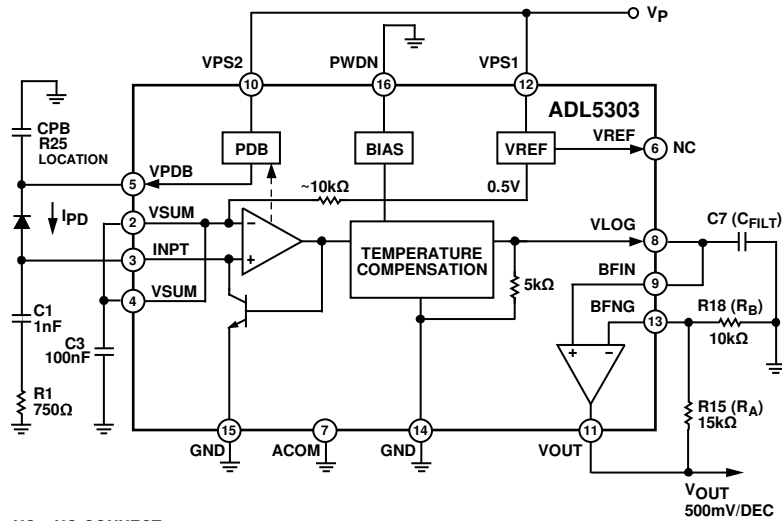 VP
VPS2
PWDN
VPS1
10
16
12
ADL5303
CPB
R25
LOCATION
PDB
BIAS
VREF
VREF
6
NC
VPDB
5
~10kΩ
0.5V
IPD
2
VSUM
−
VLOG
8
C7 (CFILT)
3
INPT
+
TEMPERATURE
COMPENSATION
BFIN
9
4
VSUM
5kΩ
BFNG
13
R18 (RB)
10kΩ
C1
1nF
C3
100nF
+
−
R1
750Ω
R15 (RA)
15kΩ
15
7
14
11
GND
ACOM
GND
VOUT
VOUT
500mV/DEC